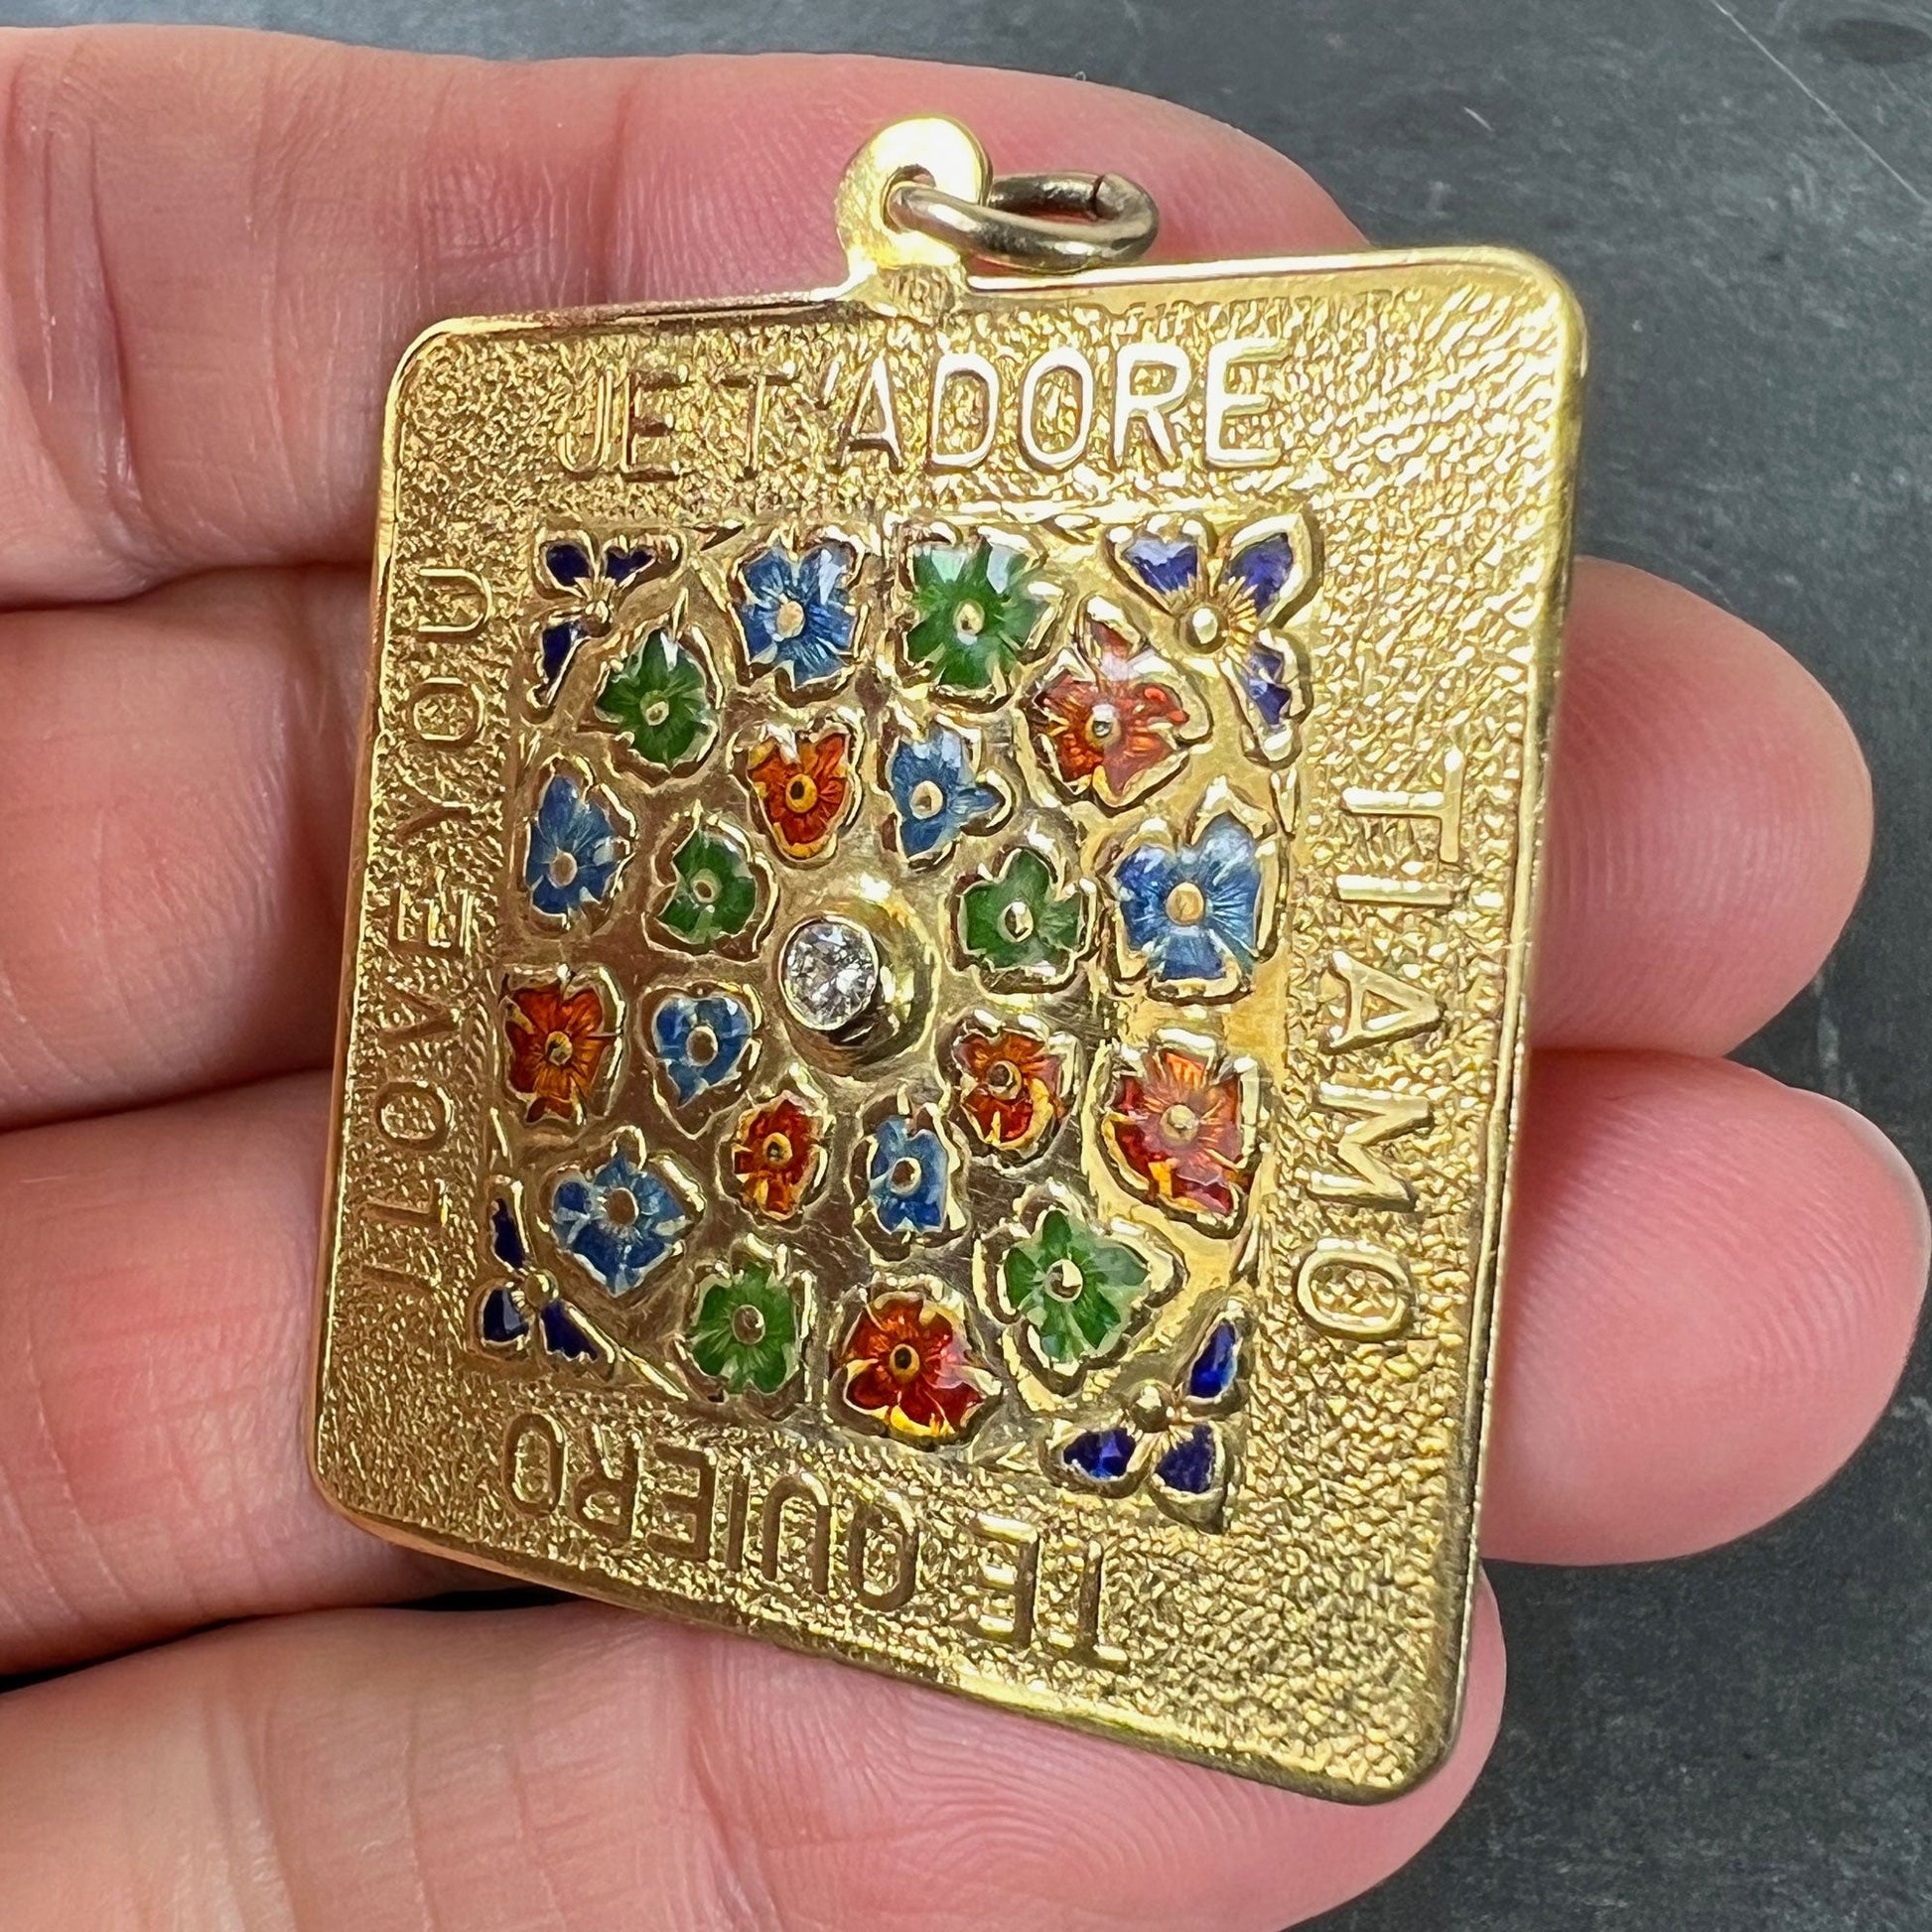 JE T'ADORE
TI AMO
TE QUIERO
I LOVE YOU